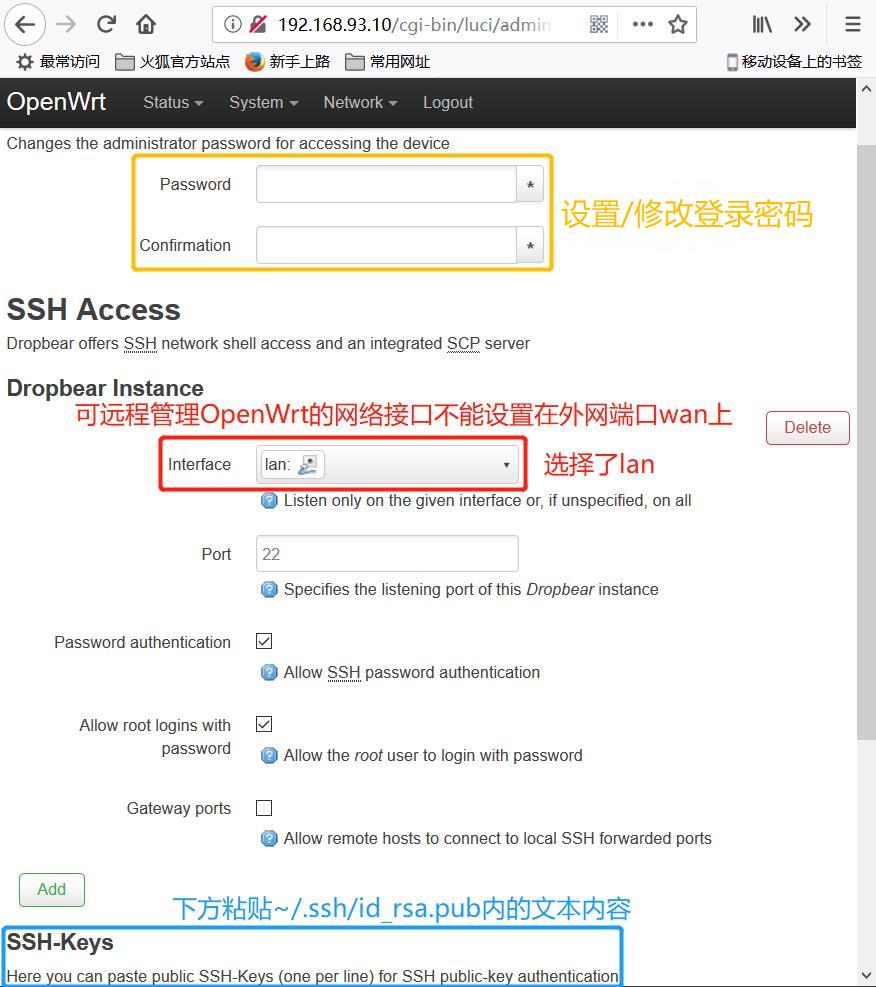 192.168.93.10/cgi-bin/luci/admin
最常访问 火狐官方站点 新手上路 常用网址 移动设备上的书签
OpenWrt Status System Network Logout
Changes the administrator password for accessing the device
Password *
设置/修改登录密码
Confirmation *
SSH Access
Dropbear offers SSH network shell access and an integrated SCP server
Dropbear Instance
可远程管理OpenWrt的网络接口不能设置在外网端口wan上
Delete
Interface lan: 选择了lan
Listen only on the given interface or, if unspecified, on all
Port 22
Specifies the listening port of this Dropbear instance
Password authentication
Allow SSH password authentication
Allow root logins with
password
Allow the root user to login with password
Gateway ports
Allow remote hosts to connect to local SSH forwarded ports
Add
下方粘贴~/.ssh/id_rsa.pub内的文本内容
SSH-Keys
Here you can paste public SSH-Keys (one per line) for SSH public-key authentication